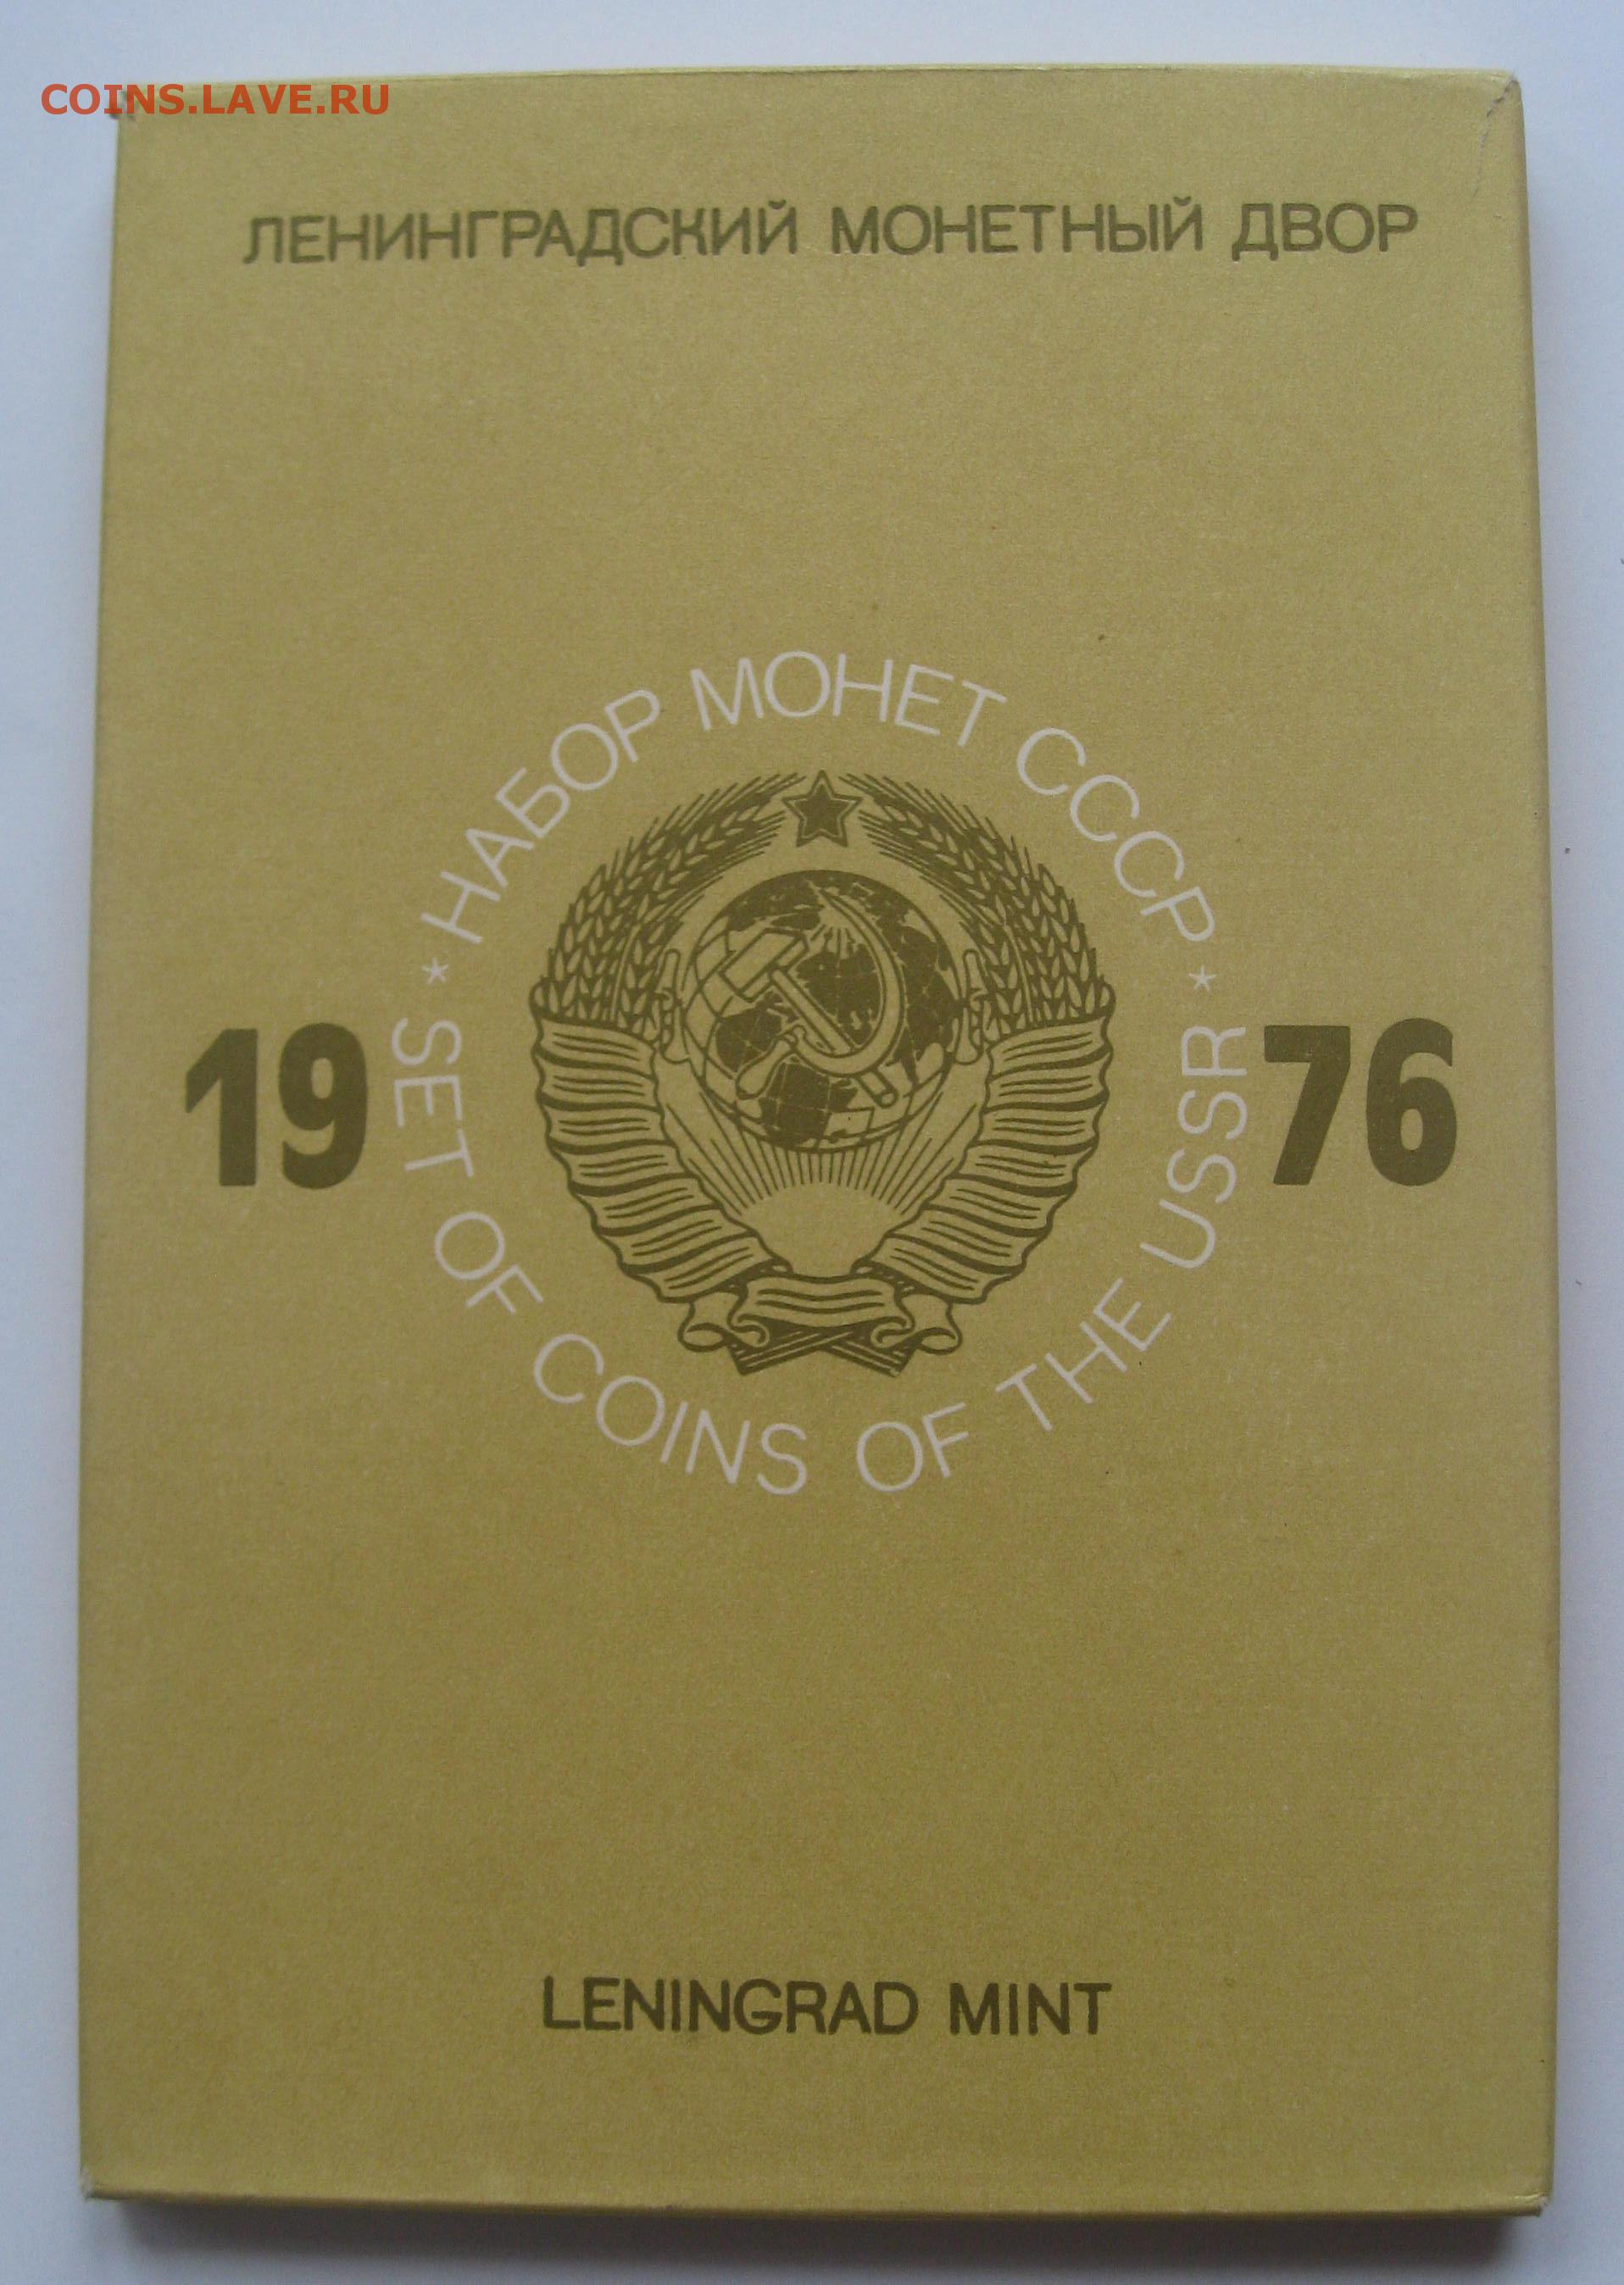 COINS.LAVE.RU
ЛЕНИНГРАДСКИЙ МОНЕТНЫЙ ДВОР
* НАБОР МОНЕТ СССР *
19 76
SET OF COINS OF THE USSR
LENINGRAD MINT